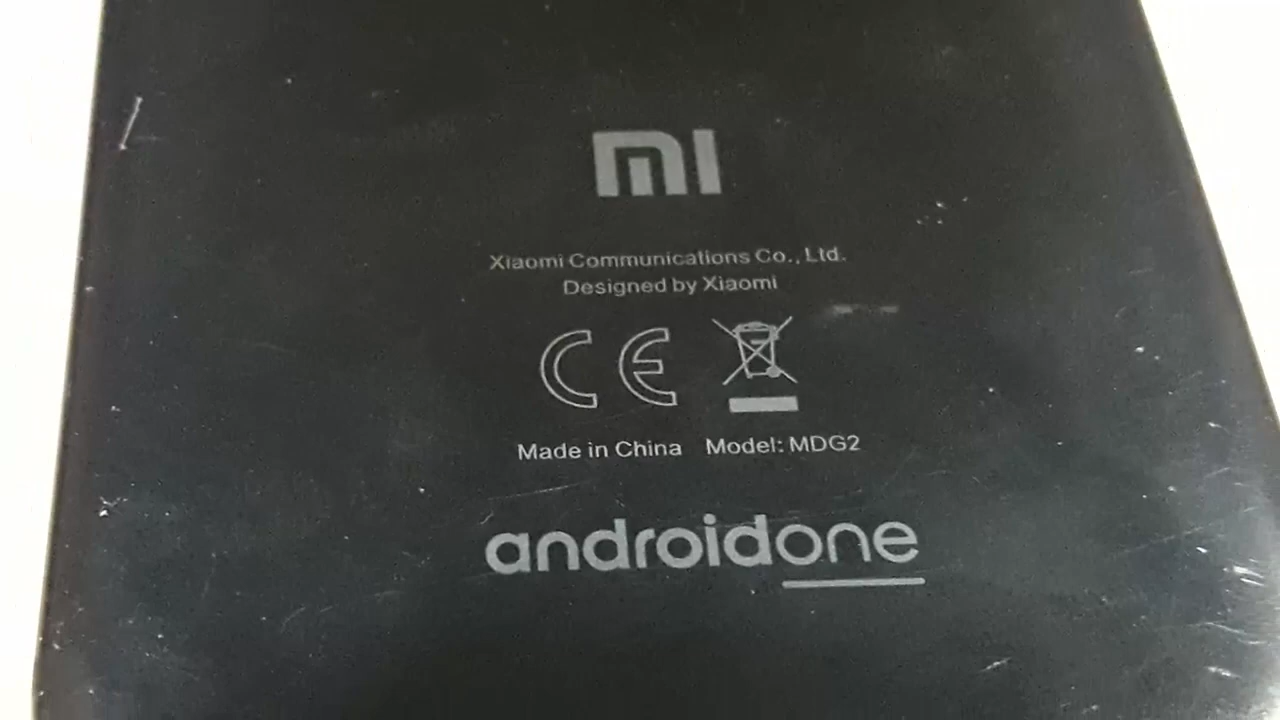 mi
Xiaomi Communications Co., Ltd.
Designed by Xiaomi
CE
Made in China Model: MDG2
androidone